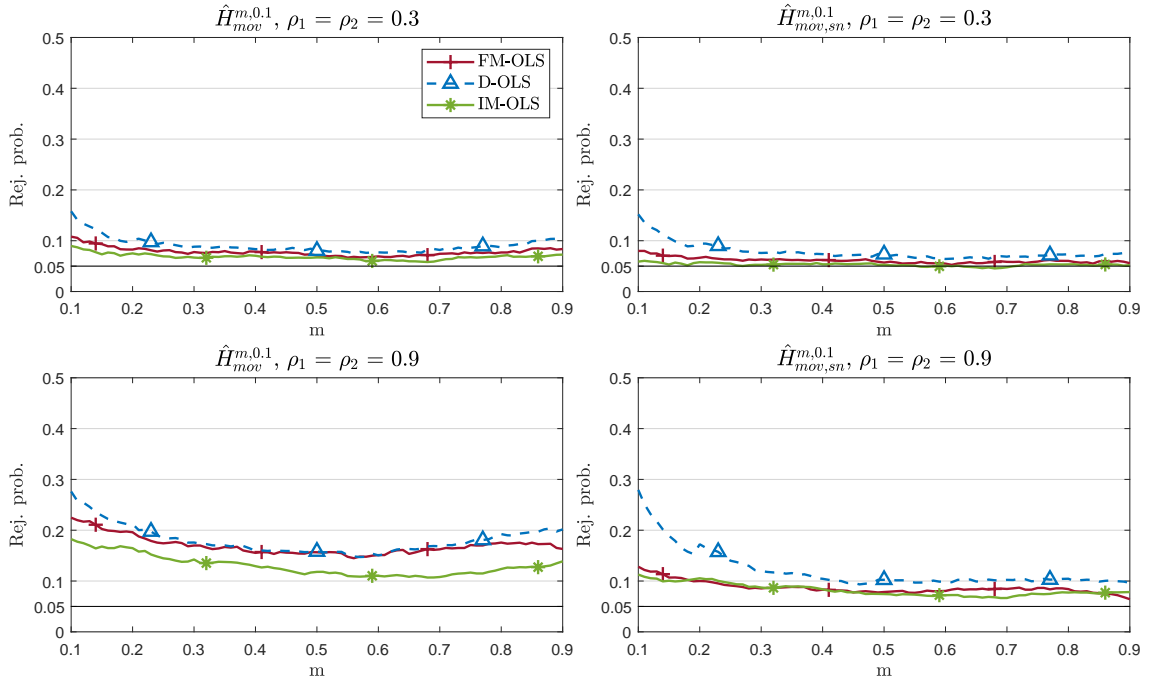 Ĥ_{mov}^{m,0.1}, ρ₁ = ρ₂ = 0.3
0.5
0.4
0.3
0.2
0.1
0.05
0
Rej. prob.
FM-OLS
D-OLS
IM-OLS
0.1 0.2 0.3 0.4 0.5 0.6 0.7 0.8 0.9
m
Ĥ_{mov,sn}^{m,0.1}, ρ₁ = ρ₂ = 0.3
0.5
0.4
0.3
0.2
0.1
0.05
0
Rej. prob.
0.1 0.2 0.3 0.4 0.5 0.6 0.7 0.8 0.9
m
Ĥ_{mov}^{m,0.1}, ρ₁ = ρ₂ = 0.9
0.5
0.4
0.3
0.2
0.1
0.05
0
Rej. prob.
0.1 0.2 0.3 0.4 0.5 0.6 0.7 0.8 0.9
m
Ĥ_{mov,sn}^{m,0.1}, ρ₁ = ρ₂ = 0.9
0.5
0.4
0.3
0.2
0.1
0.05
0
Rej. prob.
0.1 0.2 0.3 0.4 0.5 0.6 0.7 0.8 0.9
m